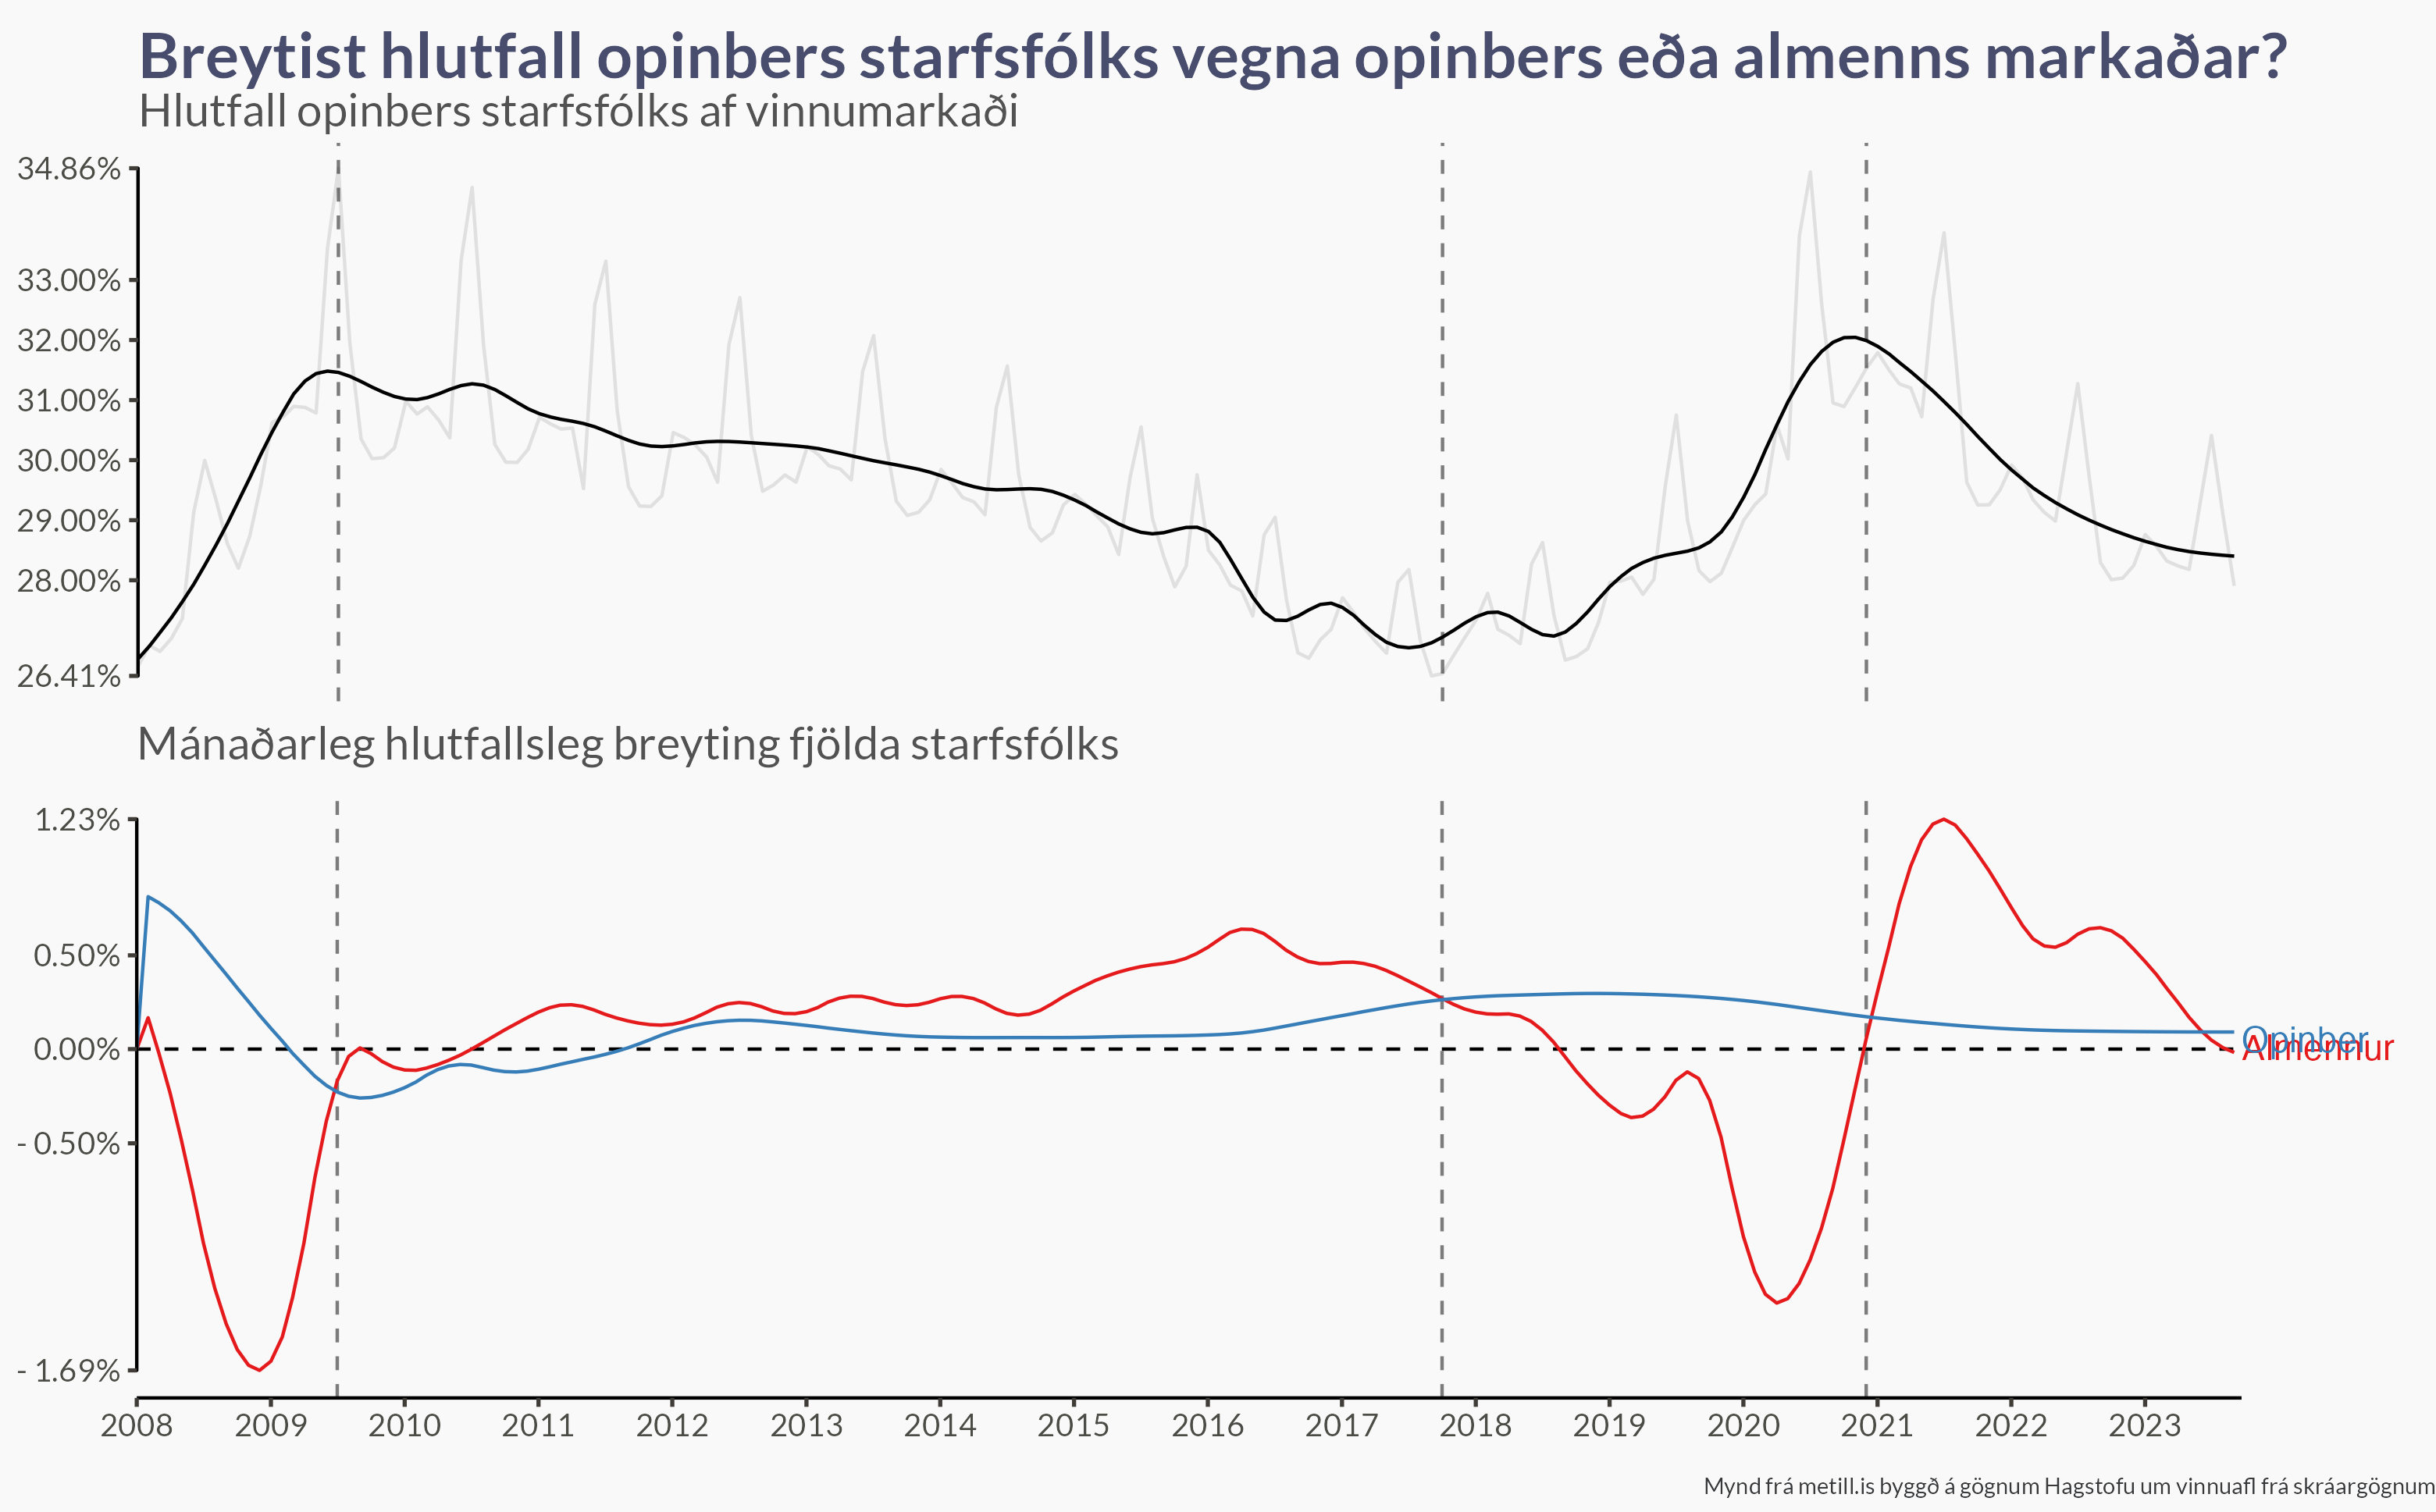 Breytist hlutfall opinbers starfsfólks vegna opinbers eða almenns markaðar?
Hlutfall opinbers starfsfólks af vinnumarkaði
34.86%
33.00%
32.00%
31.00%
30.00%
29.00%
28.00%
26.41%
Mánaðarleg hlutfallsleg breyting fjölda starfsfólks
1.23%
0.50%
0.00%
- 0.50%
- 1.69%
Opinber
Almennur
2008 2009 2010 2011 2012 2013 2014 2015 2016 2017 2018 2019 2020 2021 2022 2023
Mynd frá metill.is byggð á gögnum Hagstofu um vinnuafl frá skráargögnum